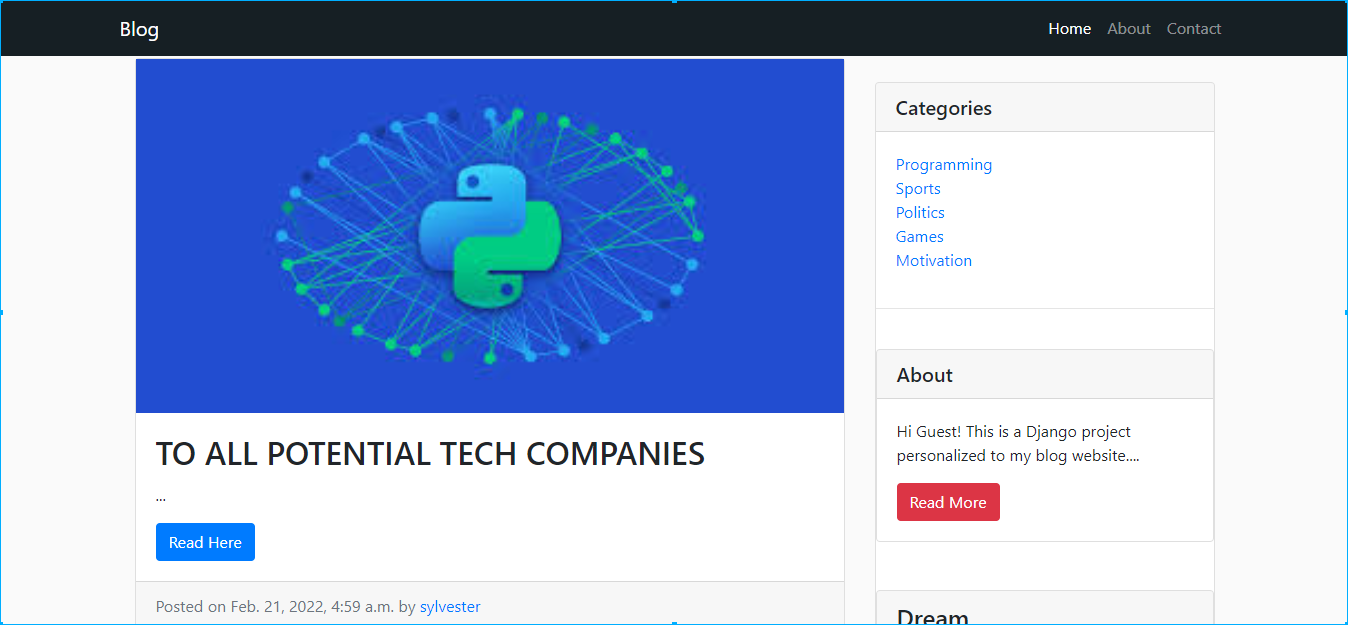 Blog
Home About Contact
TO ALL POTENTIAL TECH COMPANIES
...
Read Here
Posted on Feb. 21, 2022, 4:59 a.m. by sylvester
Categories
Programming
Sports
Politics
Games
Motivation
About
Hi Guest! This is a Django project
personalized to my blog website....
Read More
Dream